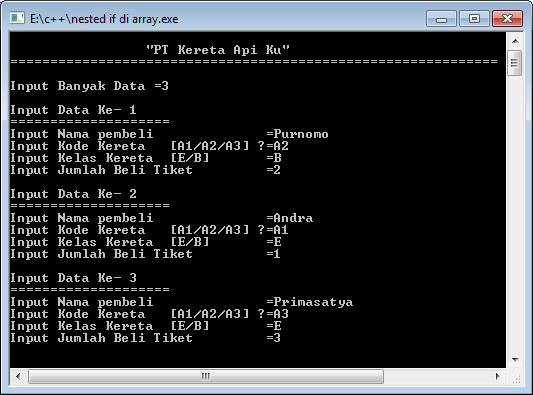 E:\c++\nested if di array.exe
"PT Kereta Api Ku"
=============================================================
Input Banyak Data =3
Input Data Ke- 1
====================
Input Nama pembeli =Purnomo
Input Kode Kereta [A1/A2/A3] ?=A2
Input Kelas Kereta [E/B] =B
Input Jumlah Beli Tiket =2
Input Data Ke- 2
====================
Input Nama pembeli =Andra
Input Kode Kereta [A1/A2/A3] ?=A1
Input Kelas Kereta [E/B] =E
Input Jumlah Beli Tiket =1
Input Data Ke- 3
====================
Input Nama pembeli =Primasatya
Input Kode Kereta [A1/A2/A3] ?=A3
Input Kelas Kereta [E/B] =E
Input Jumlah Beli Tiket =3